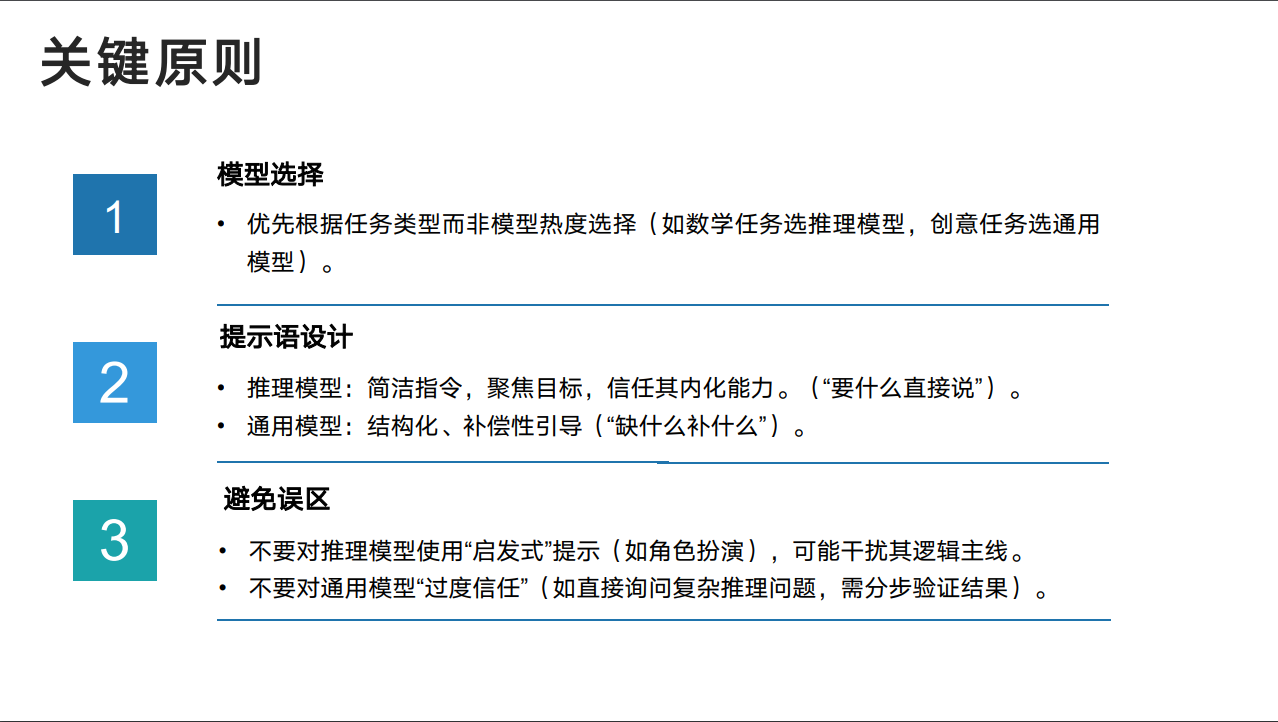 关键原则
1
模型选择
• 优先根据任务类型而非模型热度选择（如数学任务选推理模型，创意任务选通用
模型）。
2
提示语设计
• 推理模型：简洁指令，聚焦目标，信任其内化能力。（“要什么直接说”）。
• 通用模型：结构化、补偿性引导（“缺什么补什么”）。
3
避免误区
• 不要对推理模型使用“启发式”提示（如角色扮演），可能干扰其逻辑主线。
• 不要对通用模型“过度信任”（如直接询问复杂推理问题，需分步验证结果）。